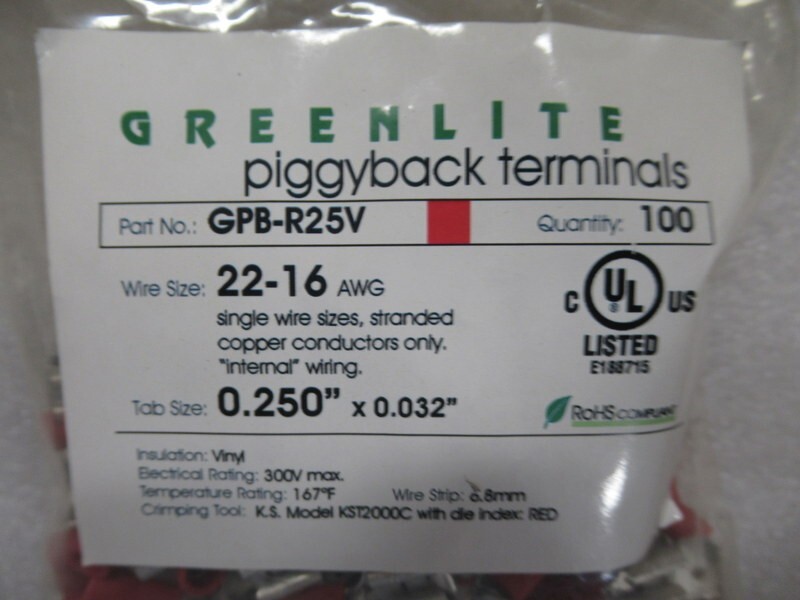 GREENLITE
piggyback terminals
Part No.: GPB-R25V Quantity: 100
Wire Size: 22-16 AWG
single wire sizes, stranded
copper conductors only.
"internal" wiring.
Tab Size: 0.250" x 0.032"
C UL ® US
LISTED
E188715
RoHS COMPLIANT
Insulation: Vinyl
Electrical Rating: 300V max.
Temperature Rating: 167°F Wire Strip: 6.8mm
Crimping Tool: K.S. Model KST2000C with die index: RED